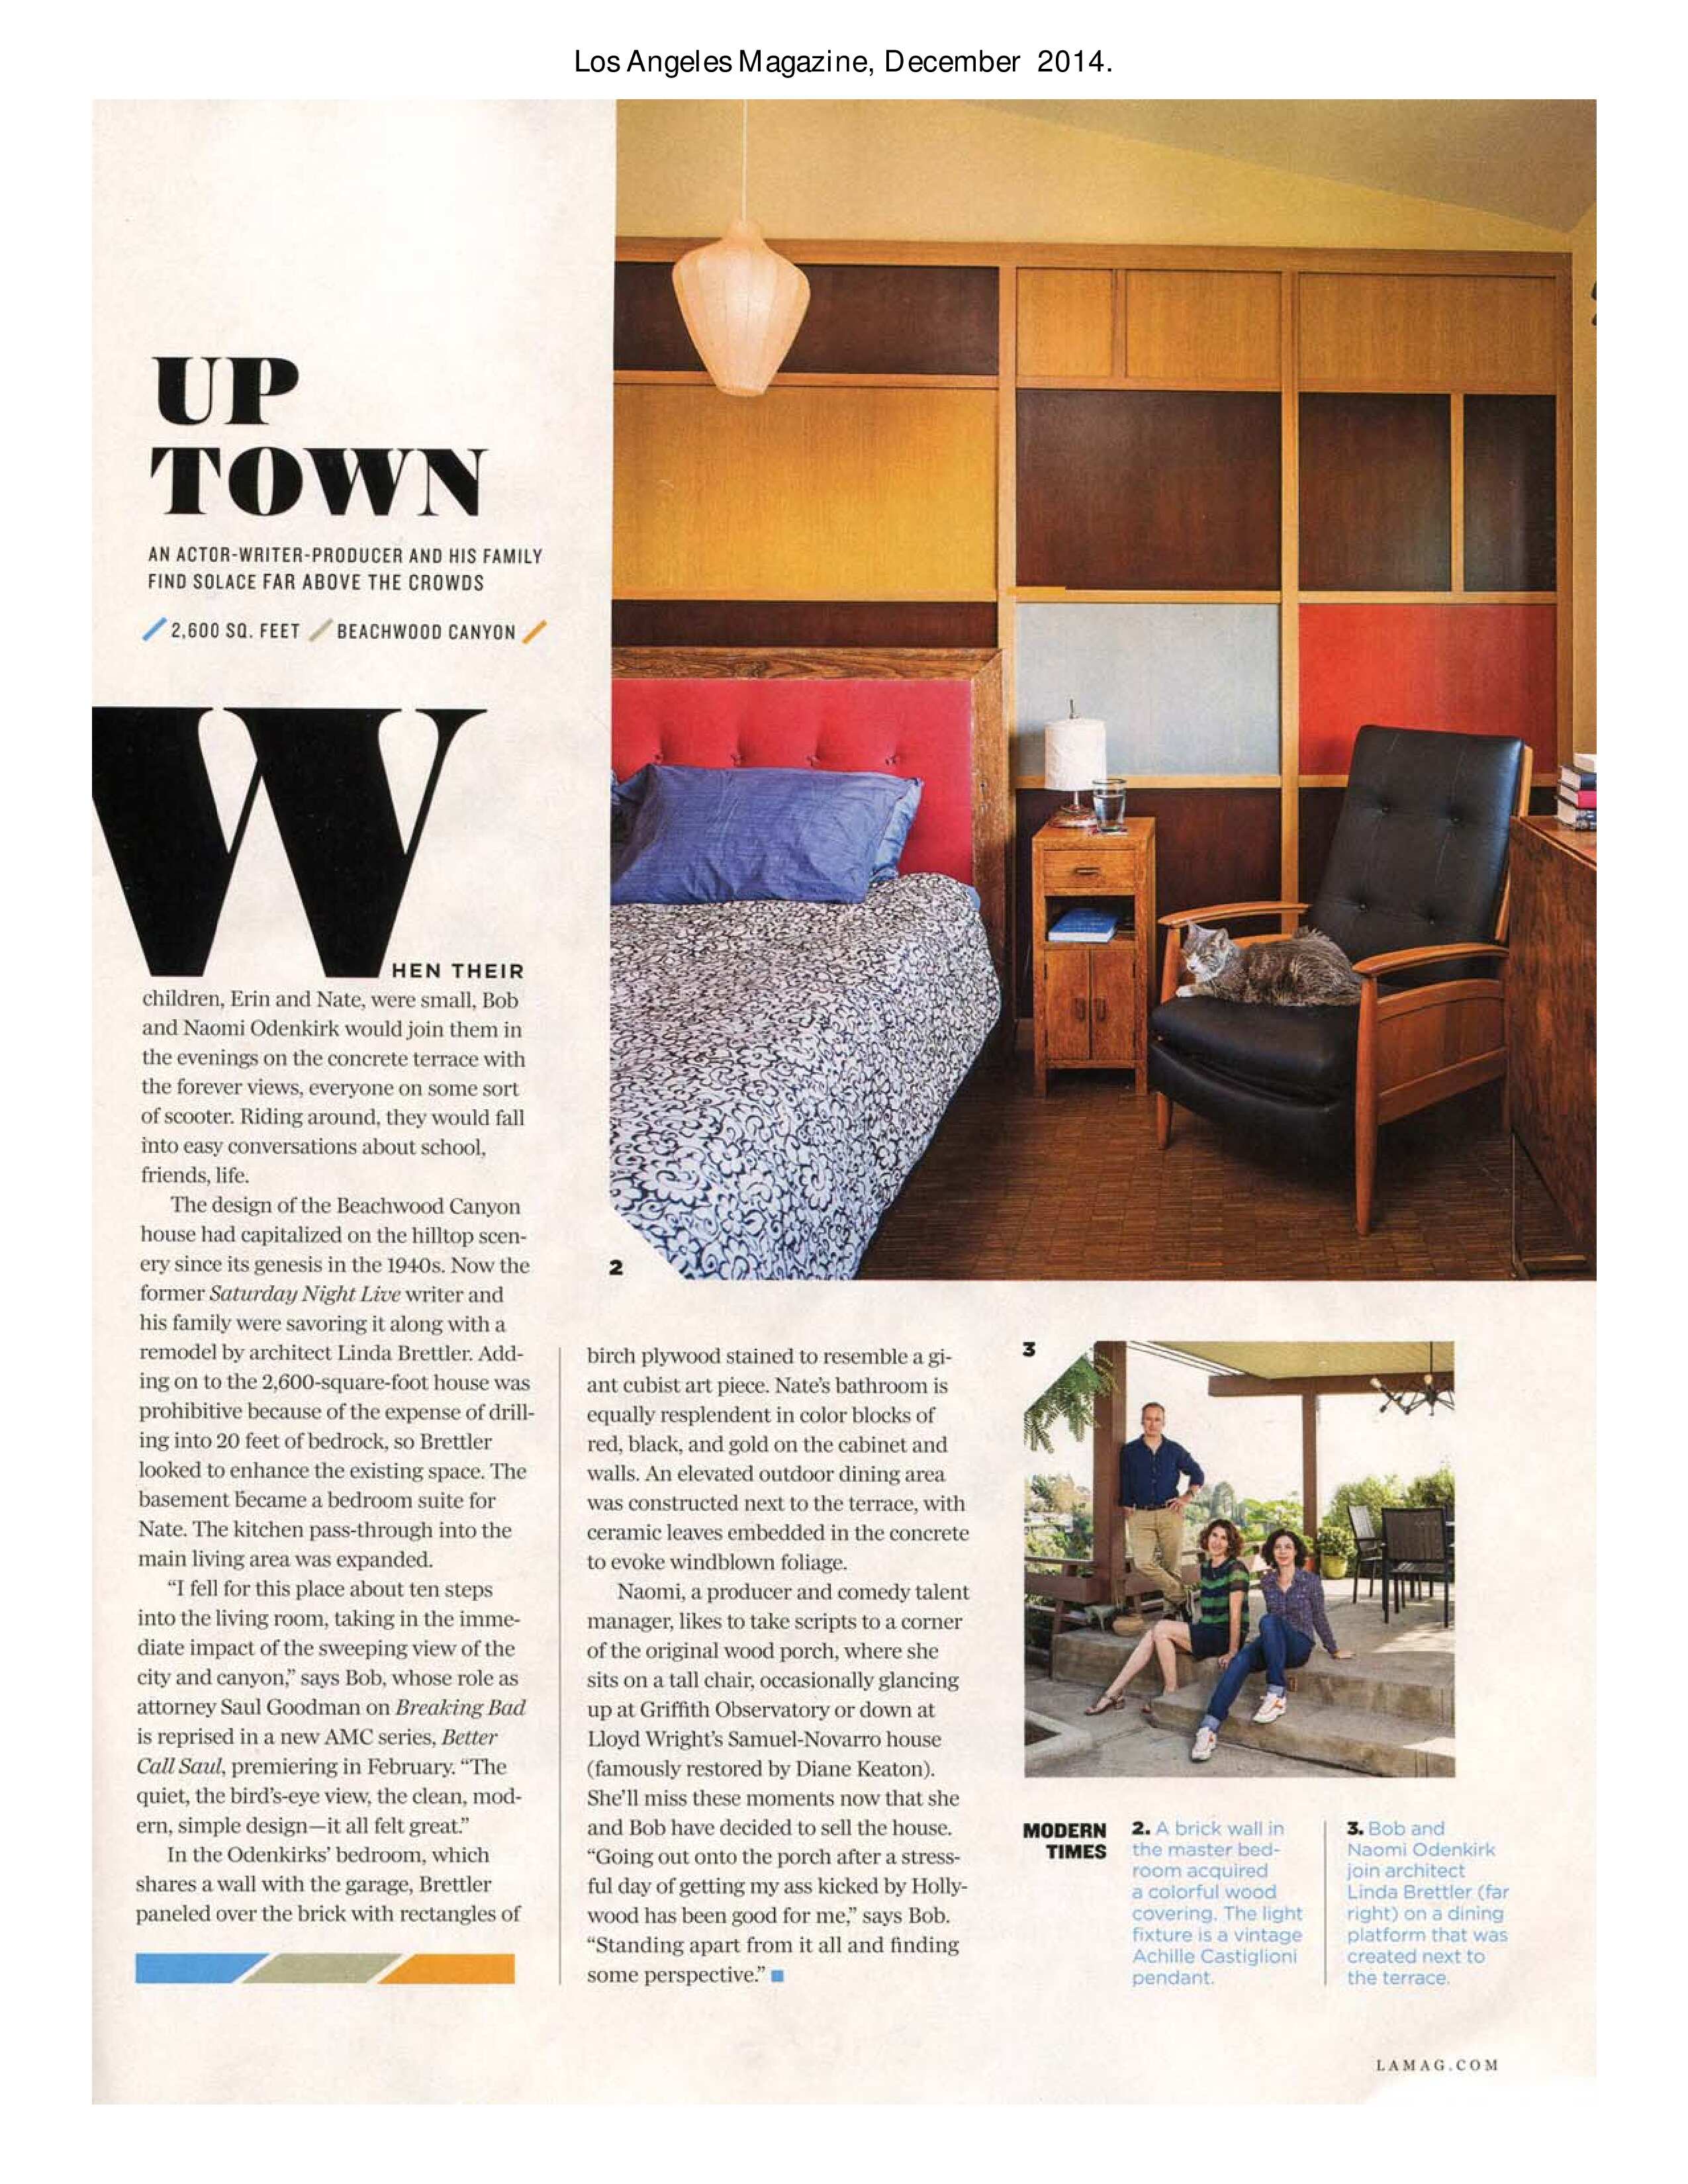 Los Angeles Magazine, December 2014.
UP
TOWN
AN ACTOR-WRITER-PRODUCER AND HIS FAMILY
FIND SOLACE FAR ABOVE THE CROWDS
2,600 SQ. FEET / BEACHWOOD CANYON /
WHEN THEIR
children, Erin and Nate, were small, Bob
and Naomi Odenkirk would join them in
the evenings on the concrete terrace with
the forever views, everyone on some sort
of scooter. Riding around, they would fall
into easy conversations about school,
friends, life.
The design of the Beachwood Canyon
house had capitalized on the hilltop scen-
ery since its genesis in the 1940s. Now the
former Saturday Night Live writer and
his family were savoring it along with a
remodel by architect Linda Brettler. Add-
ing on to the 2,600-square-foot house was
prohibitive because of the expense of drill-
ing into 20 feet of bedrock, so Brettler
looked to enhance the existing space. The
basement became a bedroom suite for
Nate. The kitchen pass-through into the
main living area was expanded.
"I fell for this place about ten steps
into the living room, taking in the imme-
diate impact of the sweeping view of the
city and canyon," says Bob, whose role as
attorney Saul Goodman on Breaking Bad
is reprised in a new AMC series, Better
Call Saul, premiering in February. "The
quiet, the bird's-eye view, the clean, mod-
ern, simple design—it all felt great."
In the Odenkirks' bedroom, which
shares a wall with the garage, Brettler
paneled over the brick with rectangles of
2
birch plywood stained to resemble a gi-
ant cubist art piece. Nate's bathroom is
equally resplendent in color blocks of
red, black, and gold on the cabinet and
walls. An elevated outdoor dining area
was constructed next to the terrace, with
ceramic leaves embedded in the concrete
to evoke windblown foliage.
Naomi, a producer and comedy talent
manager, likes to take scripts to a corner
of the original wood porch, where she
sits on a tall chair, occasionally glancing
up at Griffith Observatory or down at
Lloyd Wright's Samuel-Novarro house
(famously restored by Diane Keaton).
She'll miss these moments now that she
and Bob have decided to sell the house.
"Going out onto the porch after a stress-
ful day of getting my ass kicked by Holly-
wood has been good for me," says Bob.
"Standing apart from it all and finding
some perspective."
3
MODERN
TIMES
2. A brick wall in
the master bed-
room acquired
a colorful wood
covering. The light
fixture is a vintage
Achille Castiglioni
pendant.
3. Bob and
Naomi Odenkirk
join architect
Linda Brettler (far
right) on a dining
platform that was
created next to
the terrace.
LAMAG.COM